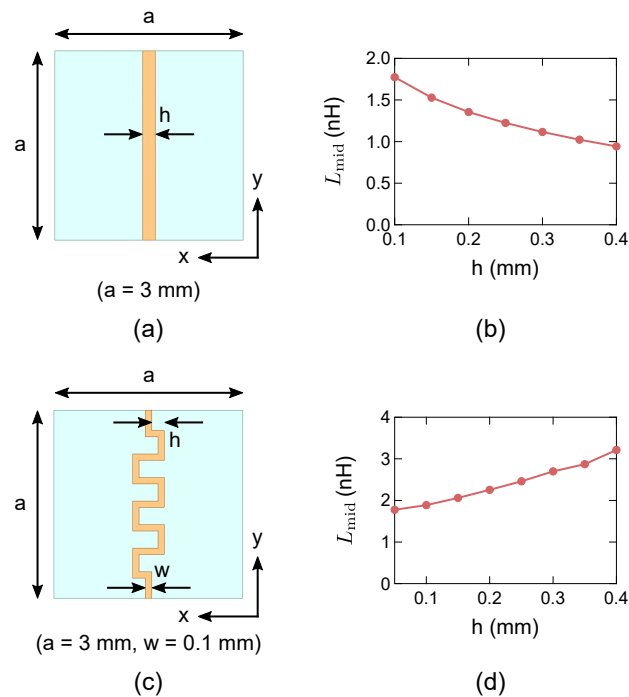 a
a
h
y
x
(a = 3 mm)
(a)
2.0
1.5
1.0
0.5
0.0
L_mid (nH)
0.1
0.2
0.3
0.4
h (mm)
(b)
a
a
h
w
y
x
(a = 3 mm, w = 0.1 mm)
(c)
4
3
2
1
0
L_mid (nH)
0.1
0.2
0.3
0.4
h (mm)
(d)